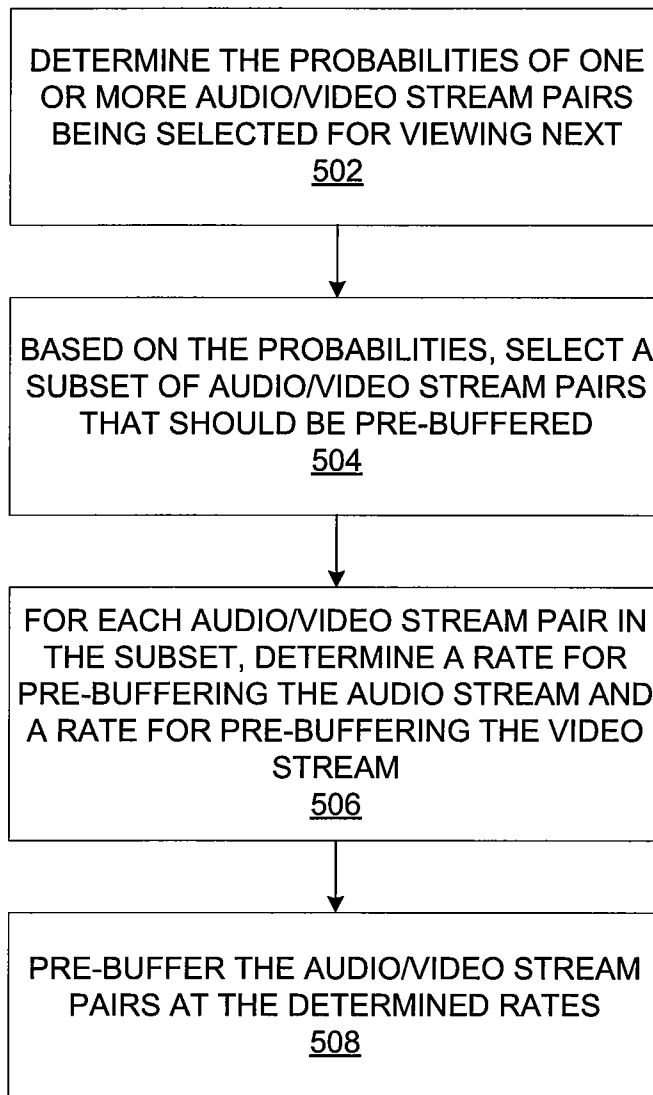 DETERMINE THE PROBABILITIES OF ONE
OR MORE AUDIO/VIDEO STREAM PAIRS
BEING SELECTED FOR VIEWING NEXT
502
BASED ON THE PROBABILITIES, SELECT A
SUBSET OF AUDIO/VIDEO STREAM PAIRS
THAT SHOULD BE PRE-BUFFERED
504
FOR EACH AUDIO/VIDEO STREAM PAIR IN
THE SUBSET, DETERMINE A RATE FOR
PRE-BUFFERING THE AUDIO STREAM AND
A RATE FOR PRE-BUFFERING THE VIDEO
STREAM
506
PRE-BUFFER THE AUDIO/VIDEO STREAM
PAIRS AT THE DETERMINED RATES
508